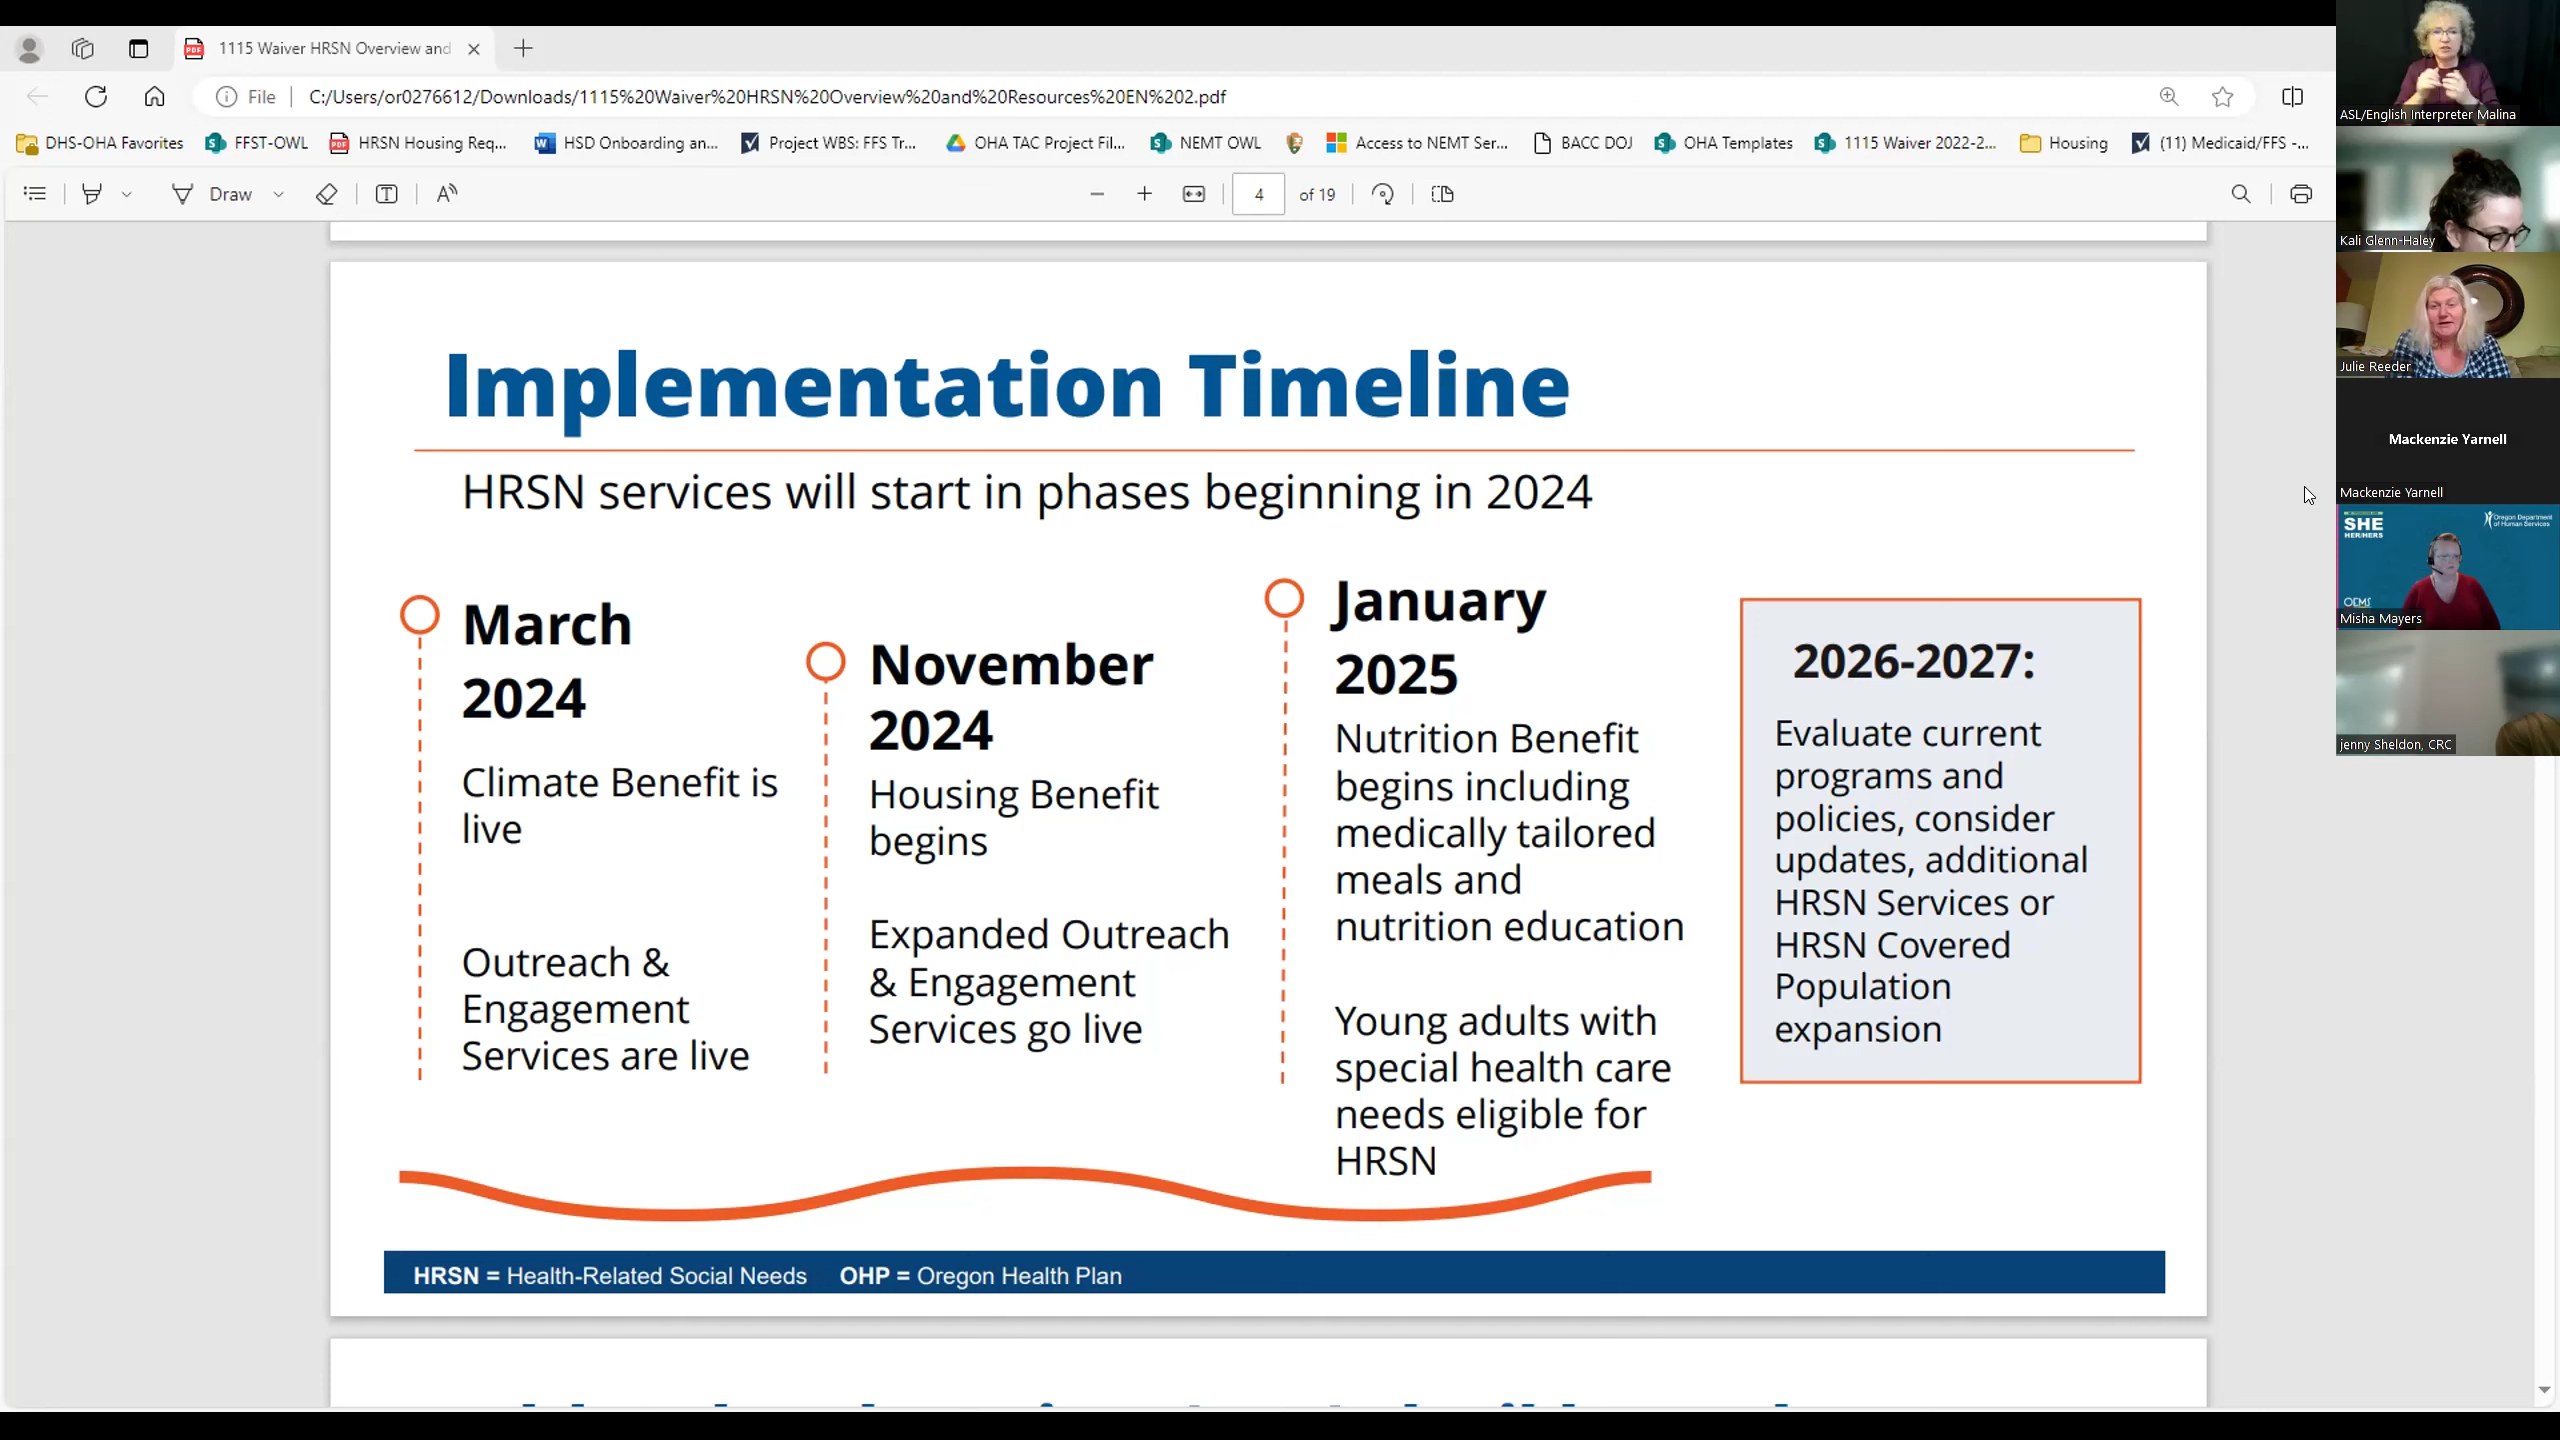 1115 Waiver HRSN Overview and
File
C:/Users/or0276612/Downloads/1115%20Waiver%20HRSN%20Overview%20and%20Resources%20EN%202.pdf
DHS-OHA Favorites
FFST-OWL
HRSN Housing Req...
HSD Onboarding an...
Project WBS: FFS Tr...
OHA TAC Project Fil...
NEMT OWL
Access to NEMT Ser...
BACC DOJ
OHA Templates
1115 Waiver 2022-2...
Housing
(11) Medicaid/FFS -...
Draw
4 of 19
Implementation Timeline
HRSN services will start in phases beginning in 2024
March
2024
Climate Benefit is
live
Outreach &
Engagement
Services are live
November
2024
Housing Benefit
begins
Expanded Outreach
& Engagement
Services go live
January
2025
Nutrition Benefit
begins including
medically tailored
meals and
nutrition education
Young adults with
special health care
needs eligible for
HRSN
2026-2027:
Evaluate current
programs and
policies, consider
updates, additional
HRSN Services or
HRSN Covered
Population
expansion
HRSN = Health-Related Social Needs OHP = Oregon Health Plan
ASL/English Interpreter Malina
Kali Glenn-Haley
Julie Reeder
Mackenzie Yarnell
Mackenzie Yarnell
SHE
HER/HERS
Oregon Department
of Human Services
OEMS
Misha Mayers
jenny Sheldon, CRC